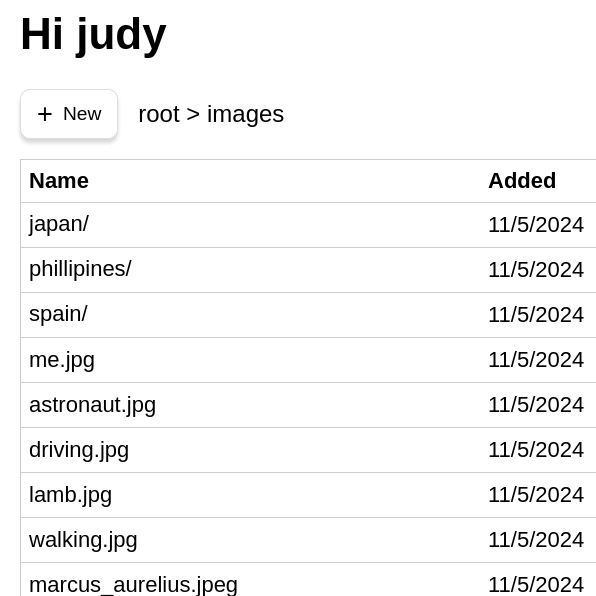 Hi judy
+ New root > images
Name Added
japan/ 11/5/2024
phillipines/ 11/5/2024
spain/ 11/5/2024
me.jpg 11/5/2024
astronaut.jpg 11/5/2024
driving.jpg 11/5/2024
lamb.jpg 11/5/2024
walking.jpg 11/5/2024
marcus_aurelius.jpeg 11/5/2024